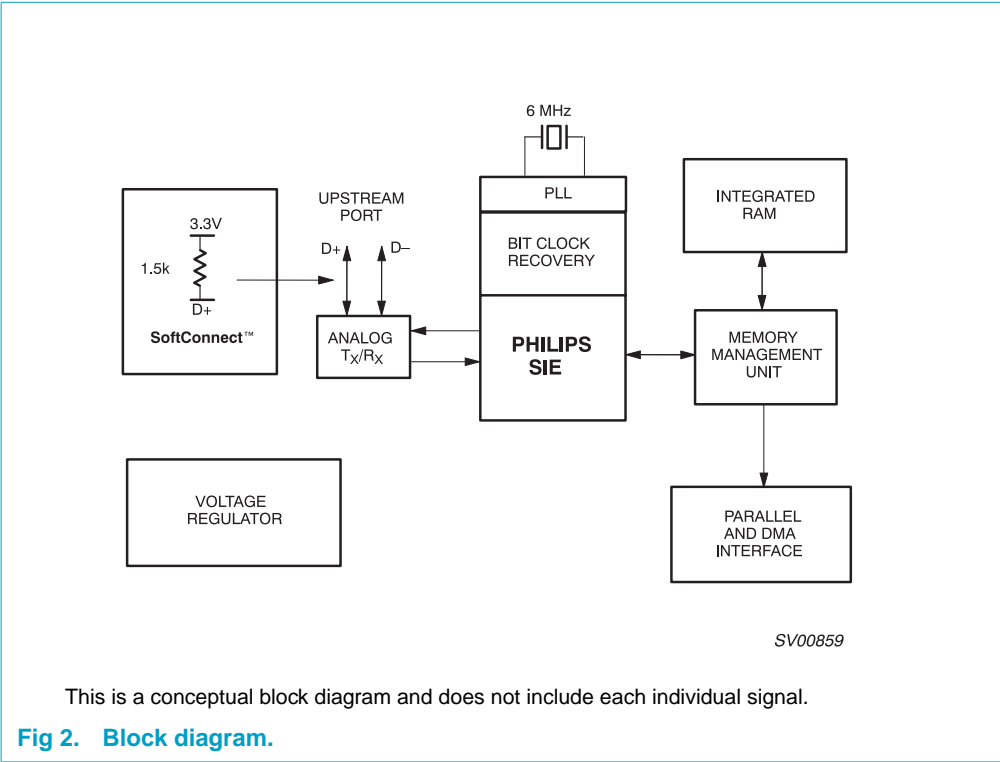 6 MHz
PLL
BIT CLOCK
RECOVERY
PHILIPS
SIE
UPSTREAM
PORT
D+
D–
3.3V
1.5k
D+
SoftConnect™
ANALOG
TX/RX
INTEGRATED
RAM
MEMORY
MANAGEMENT
UNIT
VOLTAGE
REGULATOR
PARALLEL
AND DMA
INTERFACE
SV00859
This is a conceptual block diagram and does not include each individual signal.
Fig 2. Block diagram.